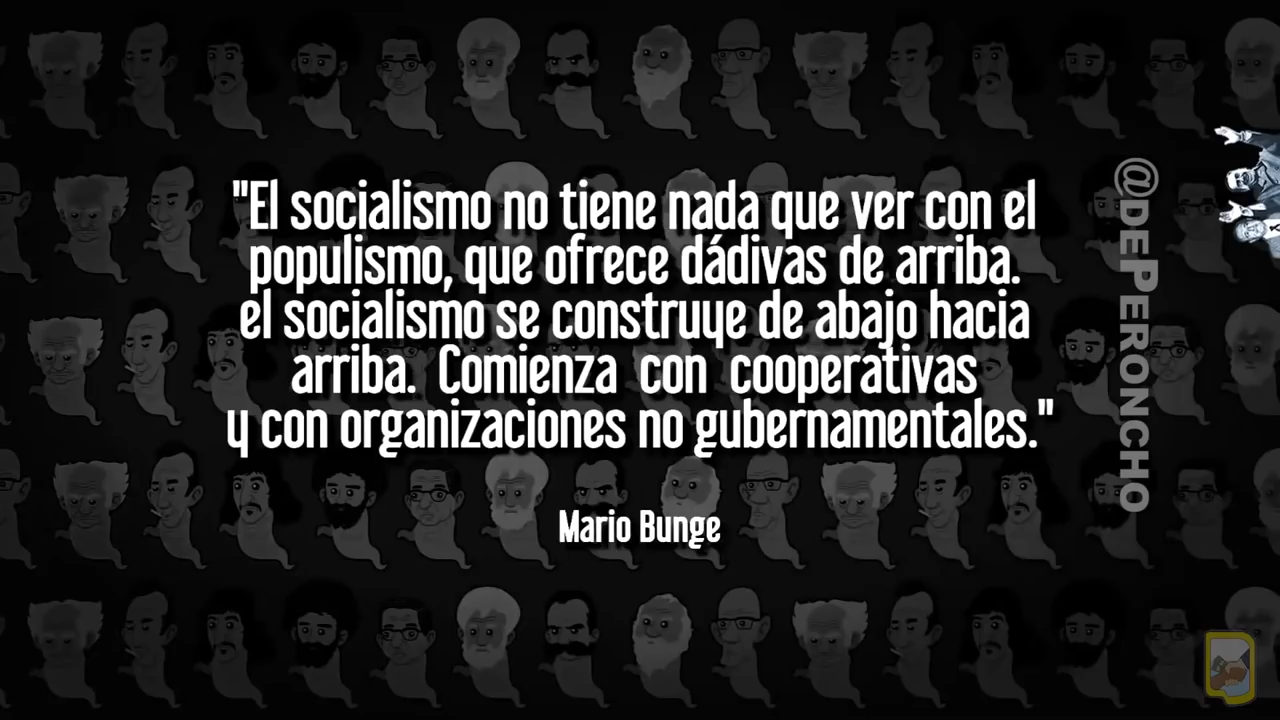 "El socialismo no tiene nada que ver con el
populismo, que ofrece dádivas de arriba.
el socialismo se construye de abajo hacia
arriba. Comienza con cooperativas
y con organizaciones no gubernamentales."
Mario Bunge
@DEPERONCHO